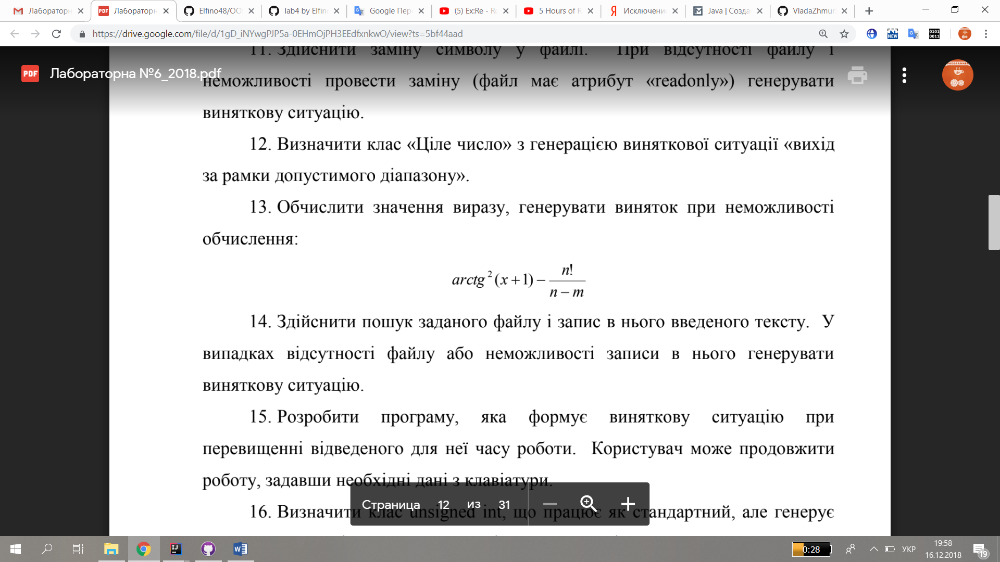 Лабораторн
Лабораторн
Elfino48/OO
lab4 by Elfin
Google Пер
(5) Ex:Re - Ro
5 Hours of R
Исключени
Java | Созда
VladaZhmur
https://drive.google.com/file/d/1gD_iNYwgPJP5a-0EHmOjPH3EEdfxnkwO/view?ts=5bf44aad
PDF Лабораторна №6_2018.pdf
11. Здійснити заміну символу у файлі. При відсутності файлу і
неможливості провести заміну (файл має атрибут «readonly») генерувати
виняткову ситуацію.
12. Визначити клас «Ціле число» з генерацією виняткової ситуації «вихід
за рамки допустимого діапазону».
13. Обчислити значення виразу, генерувати виняток при неможливості
обчислення:
arctg² (x + 1) − n! / n − m
14. Здійснити пошук заданого файлу і запис в нього введеного тексту. У
випадках відсутності файлу або неможливості записи в нього генерувати
виняткову ситуацію.
15. Розробити програму, яка формує виняткову ситуацію при
перевищенні відведеного для неї часу роботи. Користувач може продовжити
роботу, задавши необхідні дані з клавіатури.
Страница 12 из 31
16. Визначити клас unsigned int, що працює як стандартний, але генерує
0:28
УКР
19:58
16.12.2018
19